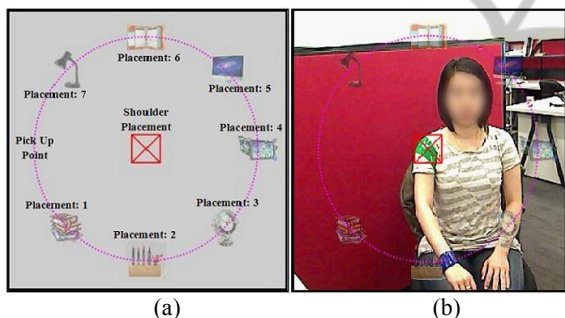 Placement: 6
Placement: 7
Placement: 5
Shoulder
Placement
Placement: 4
Pick Up
Point
Placement: 1
Placement: 3
Placement: 2
(a)
(b)